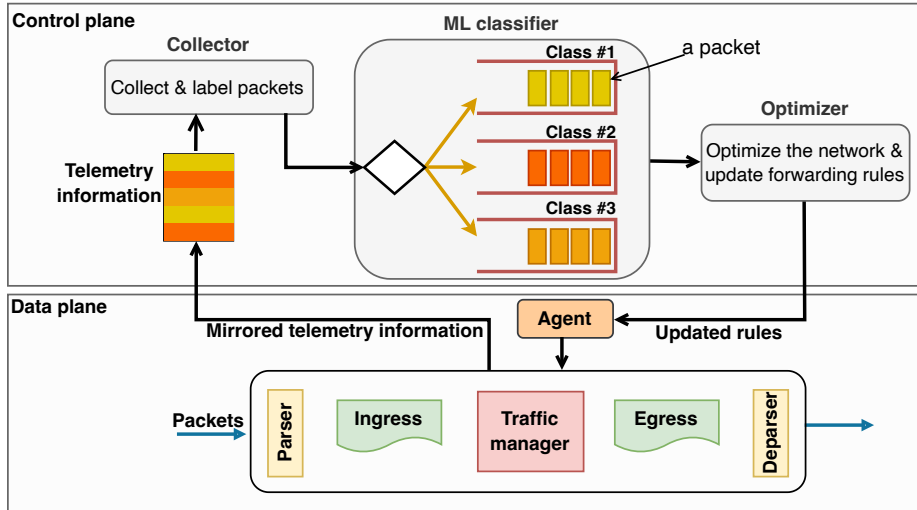 Control plane
Collector
Collect & label packets
Telemetry
information
ML classifier
Class #1
a packet
Class #2
Class #3
Optimizer
Optimize the network &
update forwarding rules
Data plane
Mirrored telemetry information
Agent
Updated rules
Packets
Parser
Ingress
Traffic
manager
Egress
Deparser